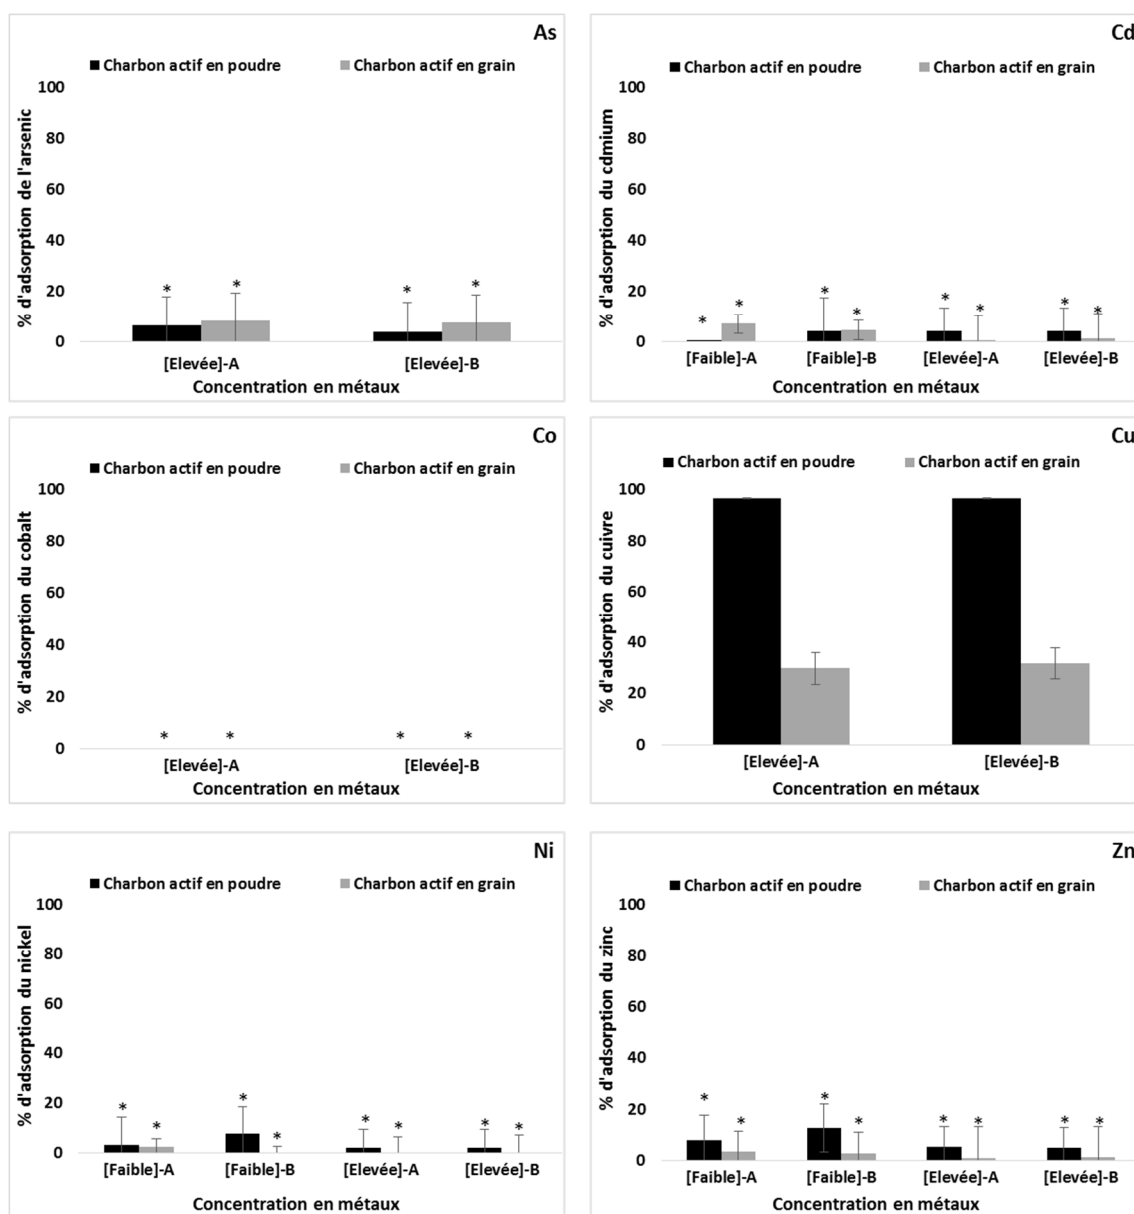 As
Charbon actif en poudre Charbon actif en grain
% d'adsorption de l'arsenic
100
80
60
40
20
0
* * * *
[Elevée]-A [Elevée]-B
Concentration en métaux
Cd
Charbon actif en poudre Charbon actif en grain
% d'adsorption du cdmium
100
80
60
40
20
0
* * * * * * * *
[Faible]-A [Faible]-B [Elevée]-A [Elevée]-B
Concentration en métaux
Co
Charbon actif en poudre Charbon actif en grain
% d'adsorption du cobalt
100
80
60
40
20
0
* * * *
[Elevée]-A [Elevée]-B
Concentration en métaux
Cu
Charbon actif en poudre Charbon actif en grain
% d'adsorption du cuivre
100
80
60
40
20
0
[Elevée]-A [Elevée]-B
Concentration en métaux
Ni
Charbon actif en poudre Charbon actif en grain
% d'adsorption du nickel
100
80
60
40
20
0
* * * * * * * *
[Faible]-A [Faible]-B [Elevée]-A [Elevée]-B
Concentration en métaux
Zn
Charbon actif en poudre Charbon actif en grain
% d'adsorption du zinc
100
80
60
40
20
0
* * * * * * * *
[Faible]-A [Faible]-B [Elevée]-A [Elevée]-B
Concentration en métaux